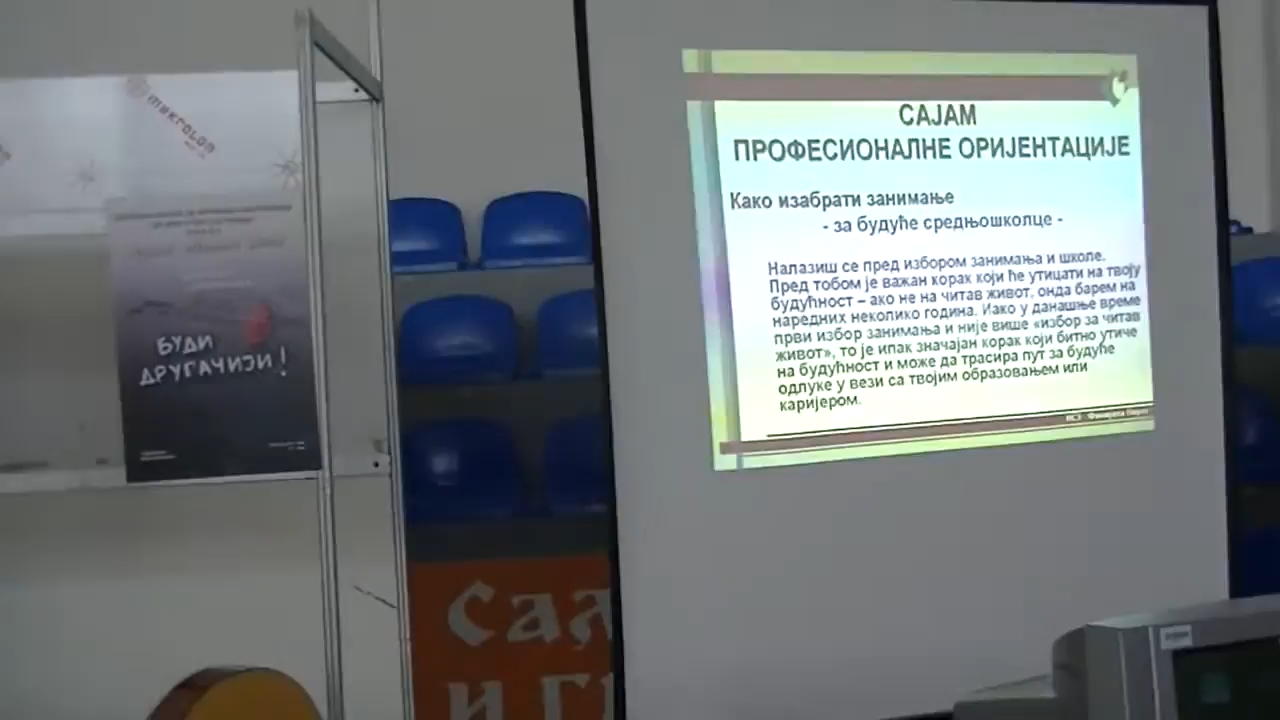 makroLab
БУДИ
ДРУГАЧИЈИ!
САЈАМ
ПРОФЕСИОНАЛНЕ ОРИЈЕНТАЦИЈЕ
Како изабрати занимање
- за будуће средњошколце -
Налазиш се пред избором занимања и школе.
Пред тобом је важан корак који ће утицати на твоју
будућност – ако не на читав живот, онда барем на
наредних неколико година. Иако у данашње време
први избор занимања и није више «избор за читав
живот», то је ипак значајан корак који битно утиче
на будућност и може да трасира пут за будуће
одлуке у вези са твојим образовањем или
каријером.
Саја
и г